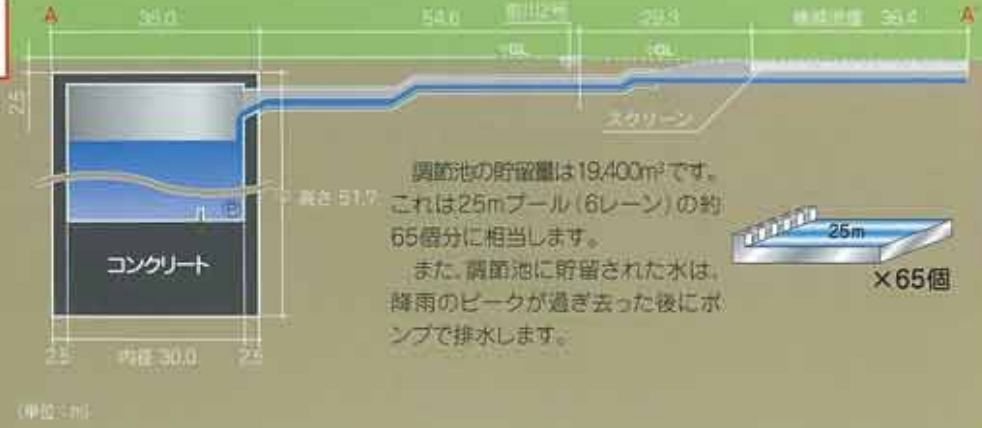 A
A'
54.6
29.3
36.4
GL
GL
2.5
スクリーン
高さ 51.7
調節池の貯留量は19,400m³です。
これは25mプール(6レーン)の約
65個分に相当します。
また、調節池に貯留された水は、
降雨のピークが過ぎ去った後にポ
ンプで排水します。
25m
×65個
P
コンクリート
2.5
内径 30.0
2.5
(単位:m)